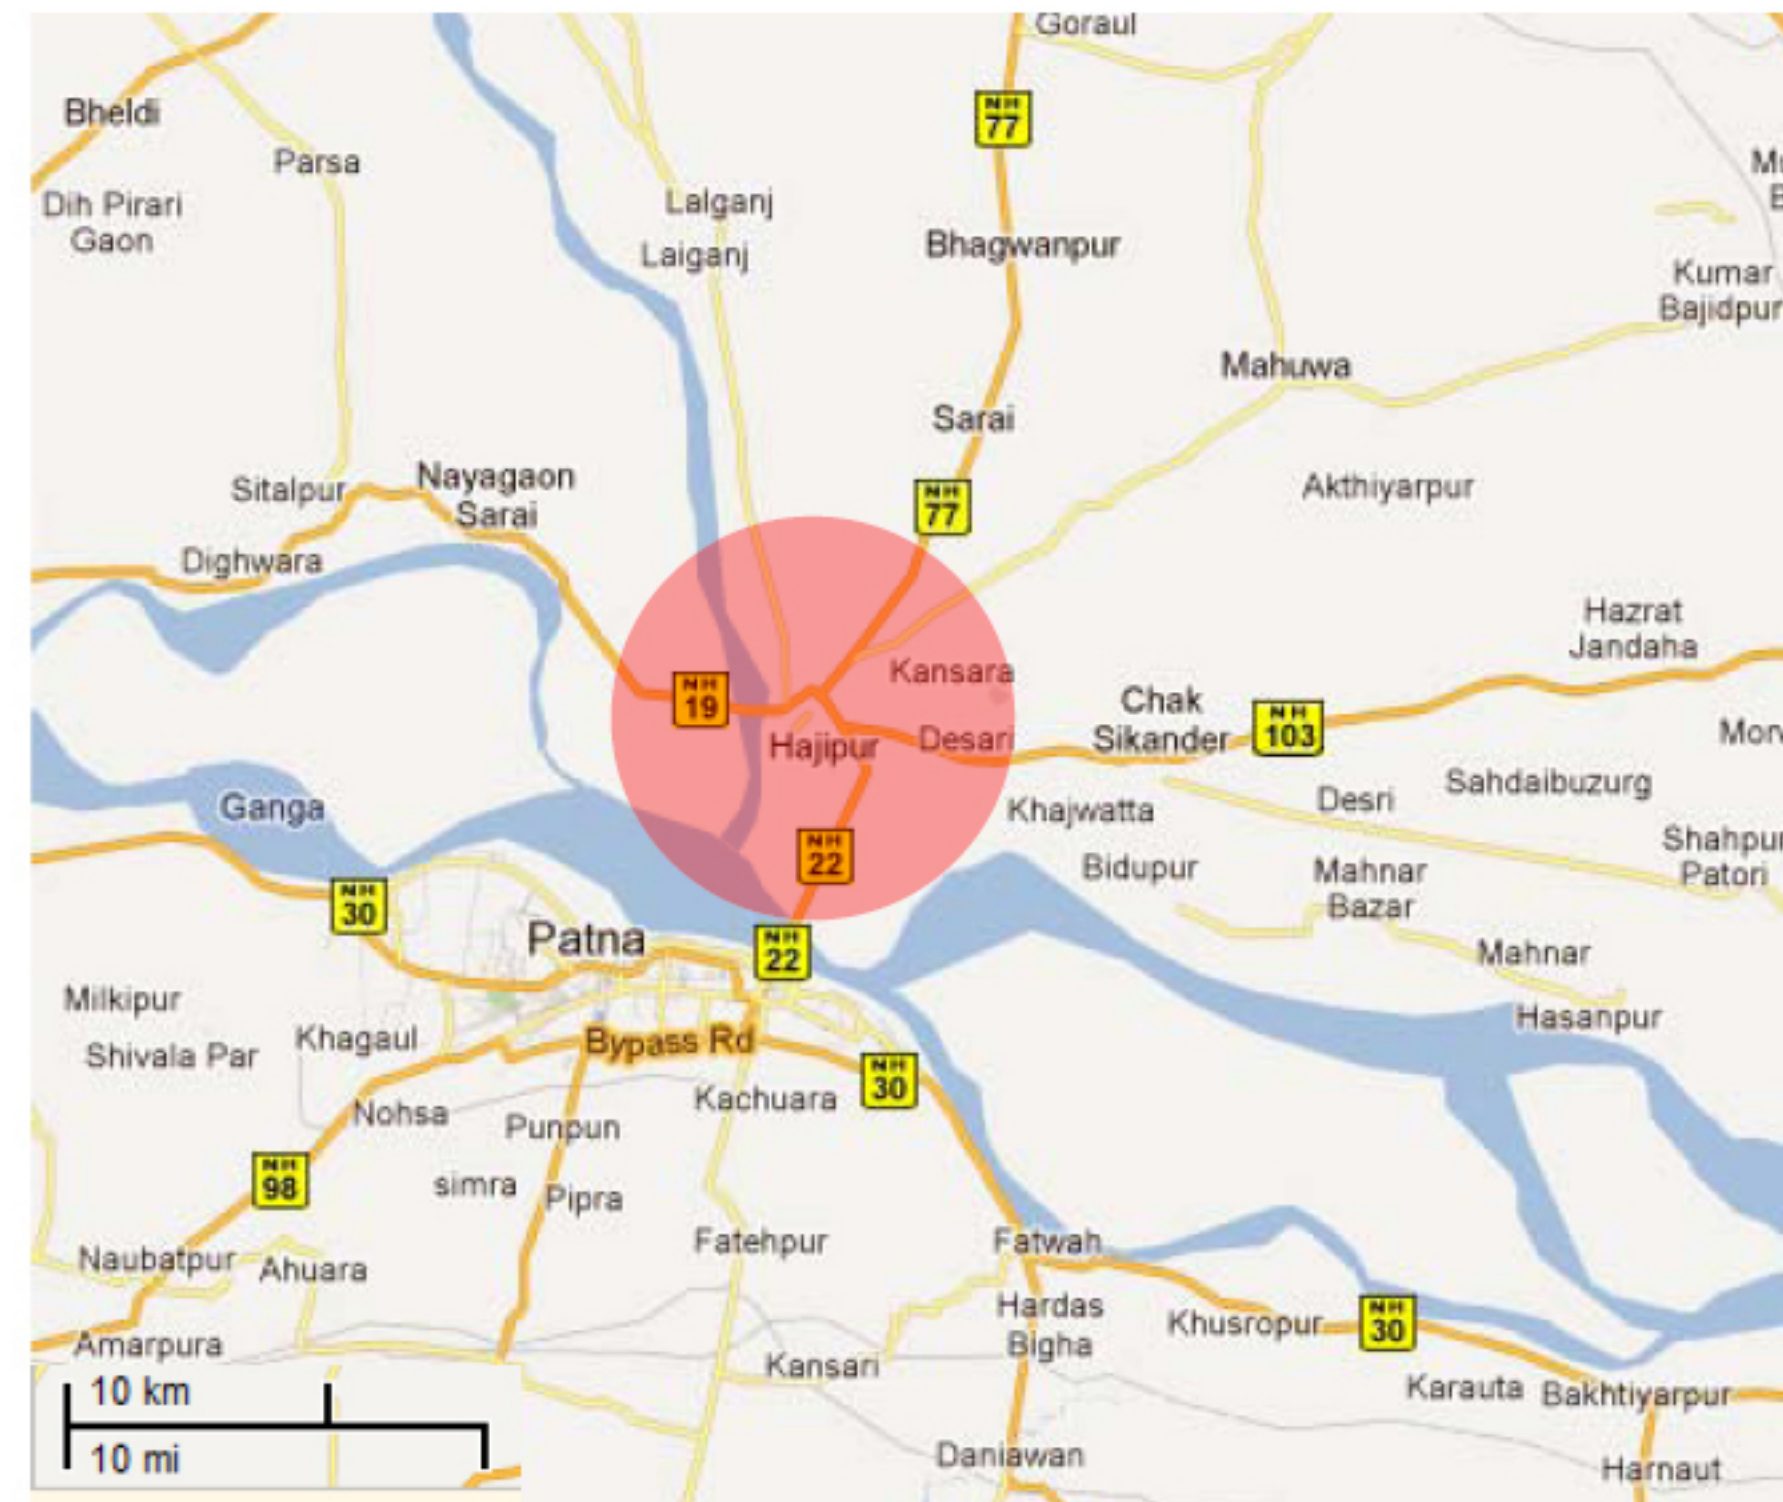 Goraul
NH
77
Bheldi
Parsa
Dih Pirari
Gaon
Lalganj
Laiganj
Bhagwanpur
Kumar
Bajidpur
Mahuwa
Sarai
Nayagaon
Sarai
Sitalpur
Akthiyarpur
NH
77
Dighwara
Hazrat
Jandaha
Kansara
NH
19
Chak
Sikander
NH
103
Hajipur
Desari
Sahdaibuzurg
Desri
Khajwatta
Ganga
Shahpur
Patori
NH
22
Bidupur
Mahnar
Bazar
NH
30
Patna
NH
22
Mahnar
Milkipur
Hasanpur
Khagaul
Shivala Par
Bypass Rd
NH
30
Kachuara
Nohsa
Punpun
NH
98
simra
Pipra
Fatehpur
Fatwah
Naubatpur
Ahuara
Hardas
Bigha
Khusropur
NH
30
Amarpura
Kansari
Karauta
Bakhtiyarpur
10 km
10 mi
Daniawan
Harnaut